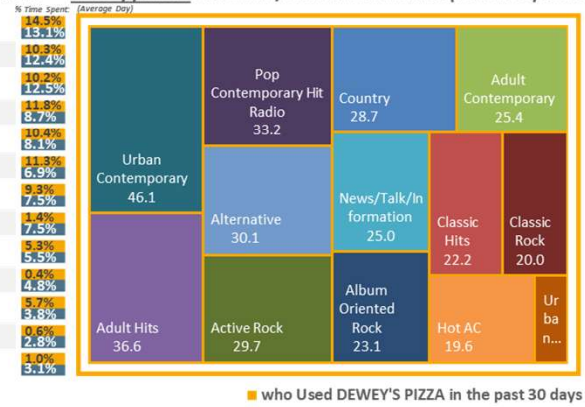 % Time Spent: (Average Day)
14.5%
13.1%
10.3%
12.4%
10.2%
12.5%
11.8%
8.7%
10.4%
8.1%
11.3%
6.9%
9.3%
7.5%
1.4%
7.5%
5.3%
5.5%
0.4%
4.8%
5.7%
3.8%
0.6%
2.8%
1.0%
3.1%
Urban
Contemporary
46.1
Adult Hits
36.6
Pop
Contemporary Hit
Radio
33.2
Alternative
30.1
Active Rock
29.7
Country
28.7
Adult
Contemporary
25.4
News/Talk/In
formation
25.0
Album
Oriented
Rock
23.1
Classic
Hits
22.2
Classic
Rock
20.0
Hot AC
19.6
Ur
ba
n...
who Used DEWEY'S PIZZA in the past 30 days